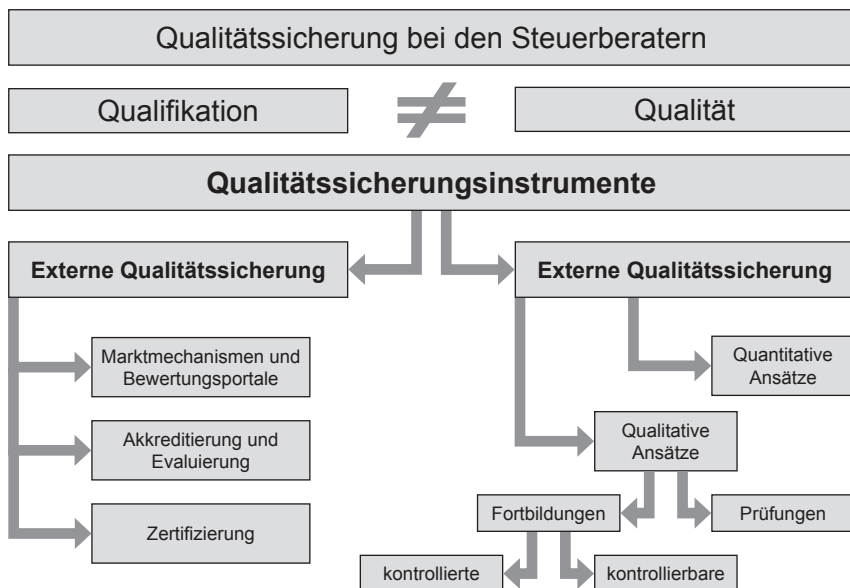 Qualitätssicherung bei den Steuerberatern
Qualifikation
≠
Qualität
Qualitätssicherungsinstrumente
Externe Qualitätssicherung
Externe Qualitätssicherung
Marktmechanismen und
Bewertungsportale
Quantitative
Ansätze
Akkreditierung und
Evaluierung
Qualitative
Ansätze
Zertifizierung
Fortbildungen
Prüfungen
kontrollierte
kontrollierbare